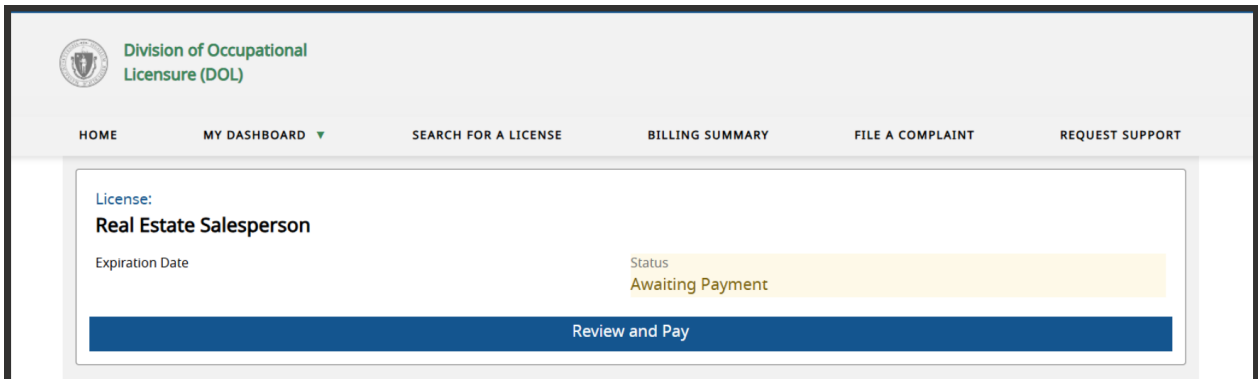 Division of Occupational
Licensure (DOL)
HOME MY DASHBOARD ▼ SEARCH FOR A LICENSE BILLING SUMMARY FILE A COMPLAINT REQUEST SUPPORT
License:
Real Estate Salesperson
Expiration Date
Status
Awaiting Payment
Review and Pay